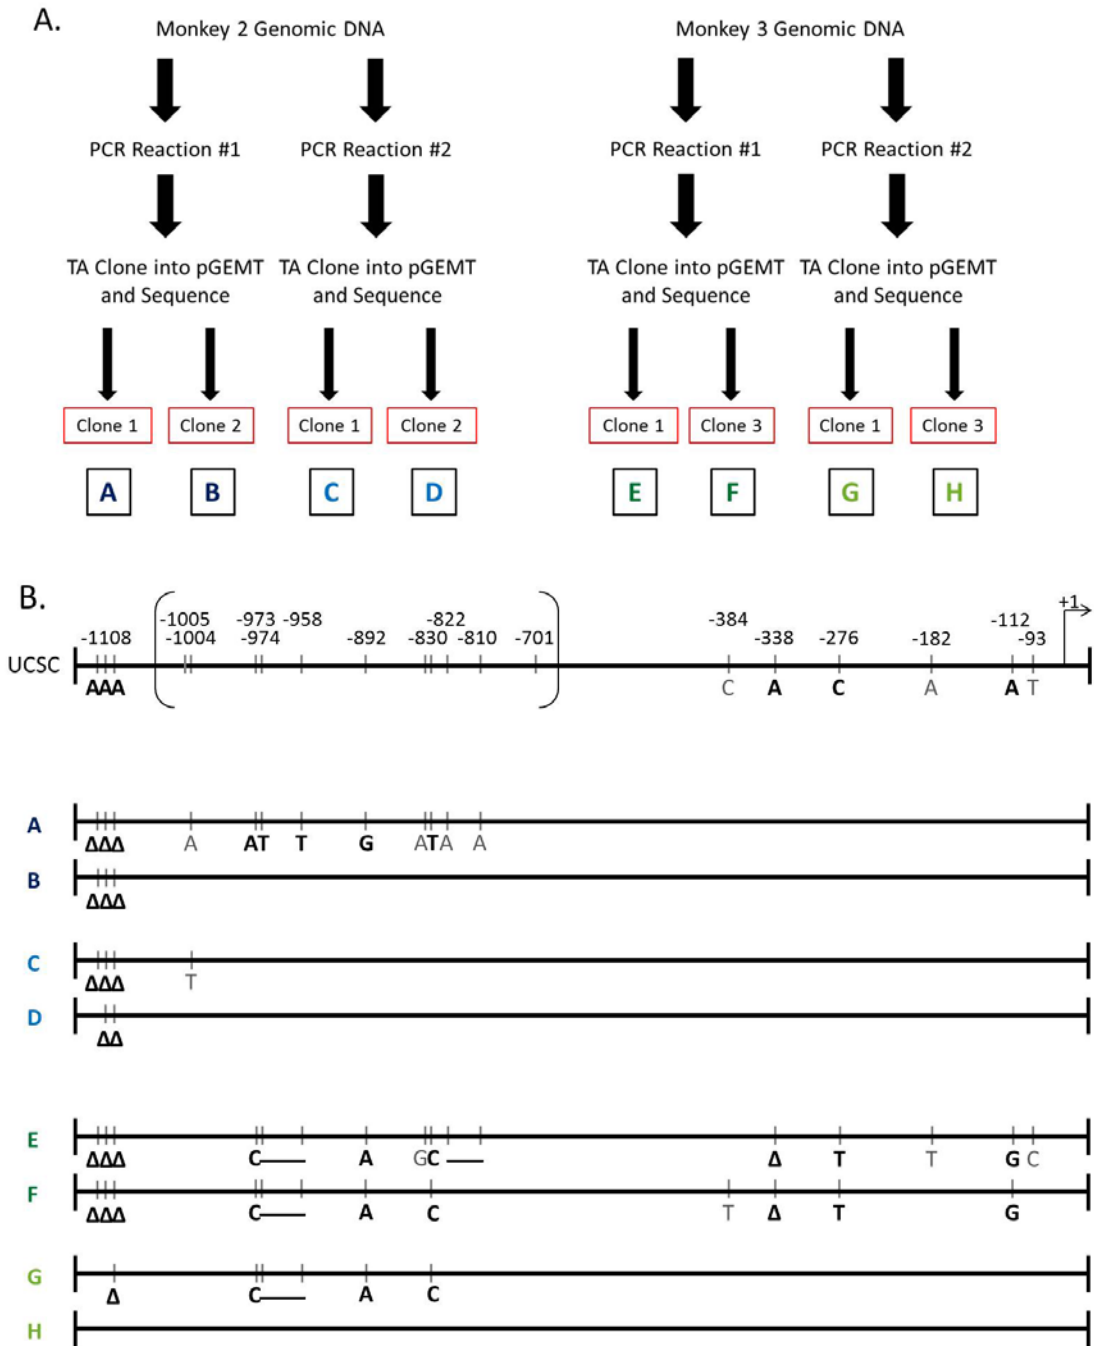 A.
Monkey 2 Genomic DNA
Monkey 3 Genomic DNA
PCR Reaction #1
PCR Reaction #2
PCR Reaction #1
PCR Reaction #2
TA Clone into pGEMT
and Sequence
TA Clone into pGEMT
and Sequence
TA Clone into pGEMT
and Sequence
TA Clone into pGEMT
and Sequence
Clone 1
Clone 2
Clone 1
Clone 2
Clone 1
Clone 3
Clone 1
Clone 3
A
B
C
D
E
F
G
H
B.
-1005 -973 -958 -822 -384 -112 +1
-1108 -1004 -974 -892 -830 -810 -701 -338 -276 -182 -93
UCSC
AAA C A C A A T
A
ΔΔΔ A AT T G ATA A
B
ΔΔΔ
C
ΔΔΔ T
D
ΔΔ
E
ΔΔΔ C A GC Δ T T G C
F
ΔΔΔ C A C T Δ T G
G
Δ C A C
H